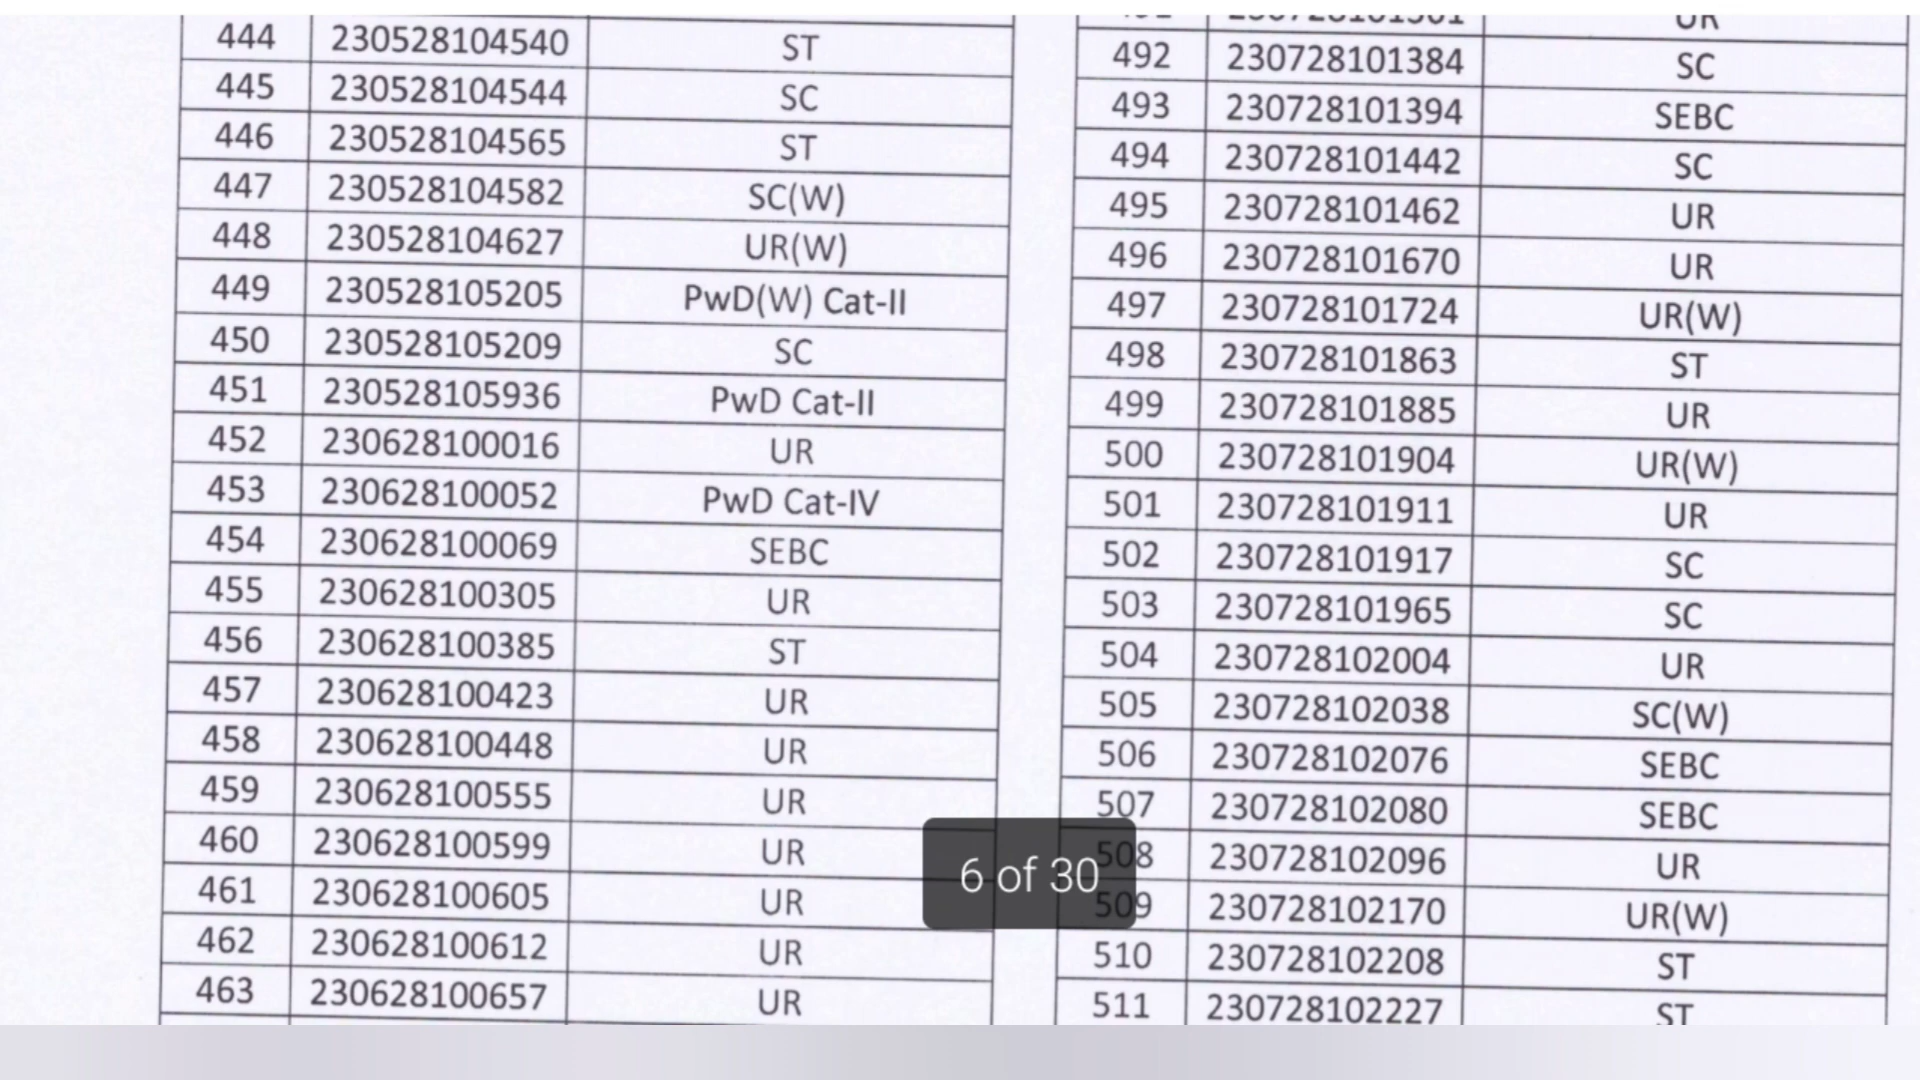 444 230528104540 ST
445 230528104544 SC
446 230528104565 ST
447 230528104582 SC(W)
448 230528104627 UR(W)
449 230528105205 PwD(W) Cat-II
450 230528105209 SC
451 230528105936 PwD Cat-II
452 230628100016 UR
453 230628100052 PwD Cat-IV
454 230628100069 SEBC
455 230628100305 UR
456 230628100385 ST
457 230628100423 UR
458 230628100448 UR
459 230628100555 UR
460 230628100599 UR
461 230628100605 UR
462 230628100612 UR
463 230628100657 UR
UR
492 230728101384 SC
493 230728101394 SEBC
494 230728101442 SC
495 230728101462 UR
496 230728101670 UR
497 230728101724 UR(W)
498 230728101863 ST
499 230728101885 UR
500 230728101904 UR(W)
501 230728101911 UR
502 230728101917 SC
503 230728101965 SC
504 230728102004 UR
505 230728102038 SC(W)
506 230728102076 SEBC
507 230728102080 SEBC
508 230728102096 UR
509 230728102170 UR(W)
510 230728102208 ST
511 230728102227 ST
6 of 30